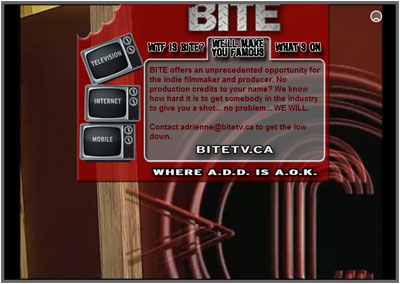 BiTE
WTF IS BITE?
WE'LL MAKE
YOU FAMOUS
WHAT'S ON
TELEVISION
INTERNET
MOBILE
BiTE offers an unprecedented opportunity for
the indie filmmaker and producer. No
production credits to your name? We know
how hard it is to get somebody in the industry
to give you a shot... no problem... WE WILL.
Contact adrienne@bitetv.ca to get the low
down.
BITETV.CA
WHERE A.D.D. IS A.O.K.